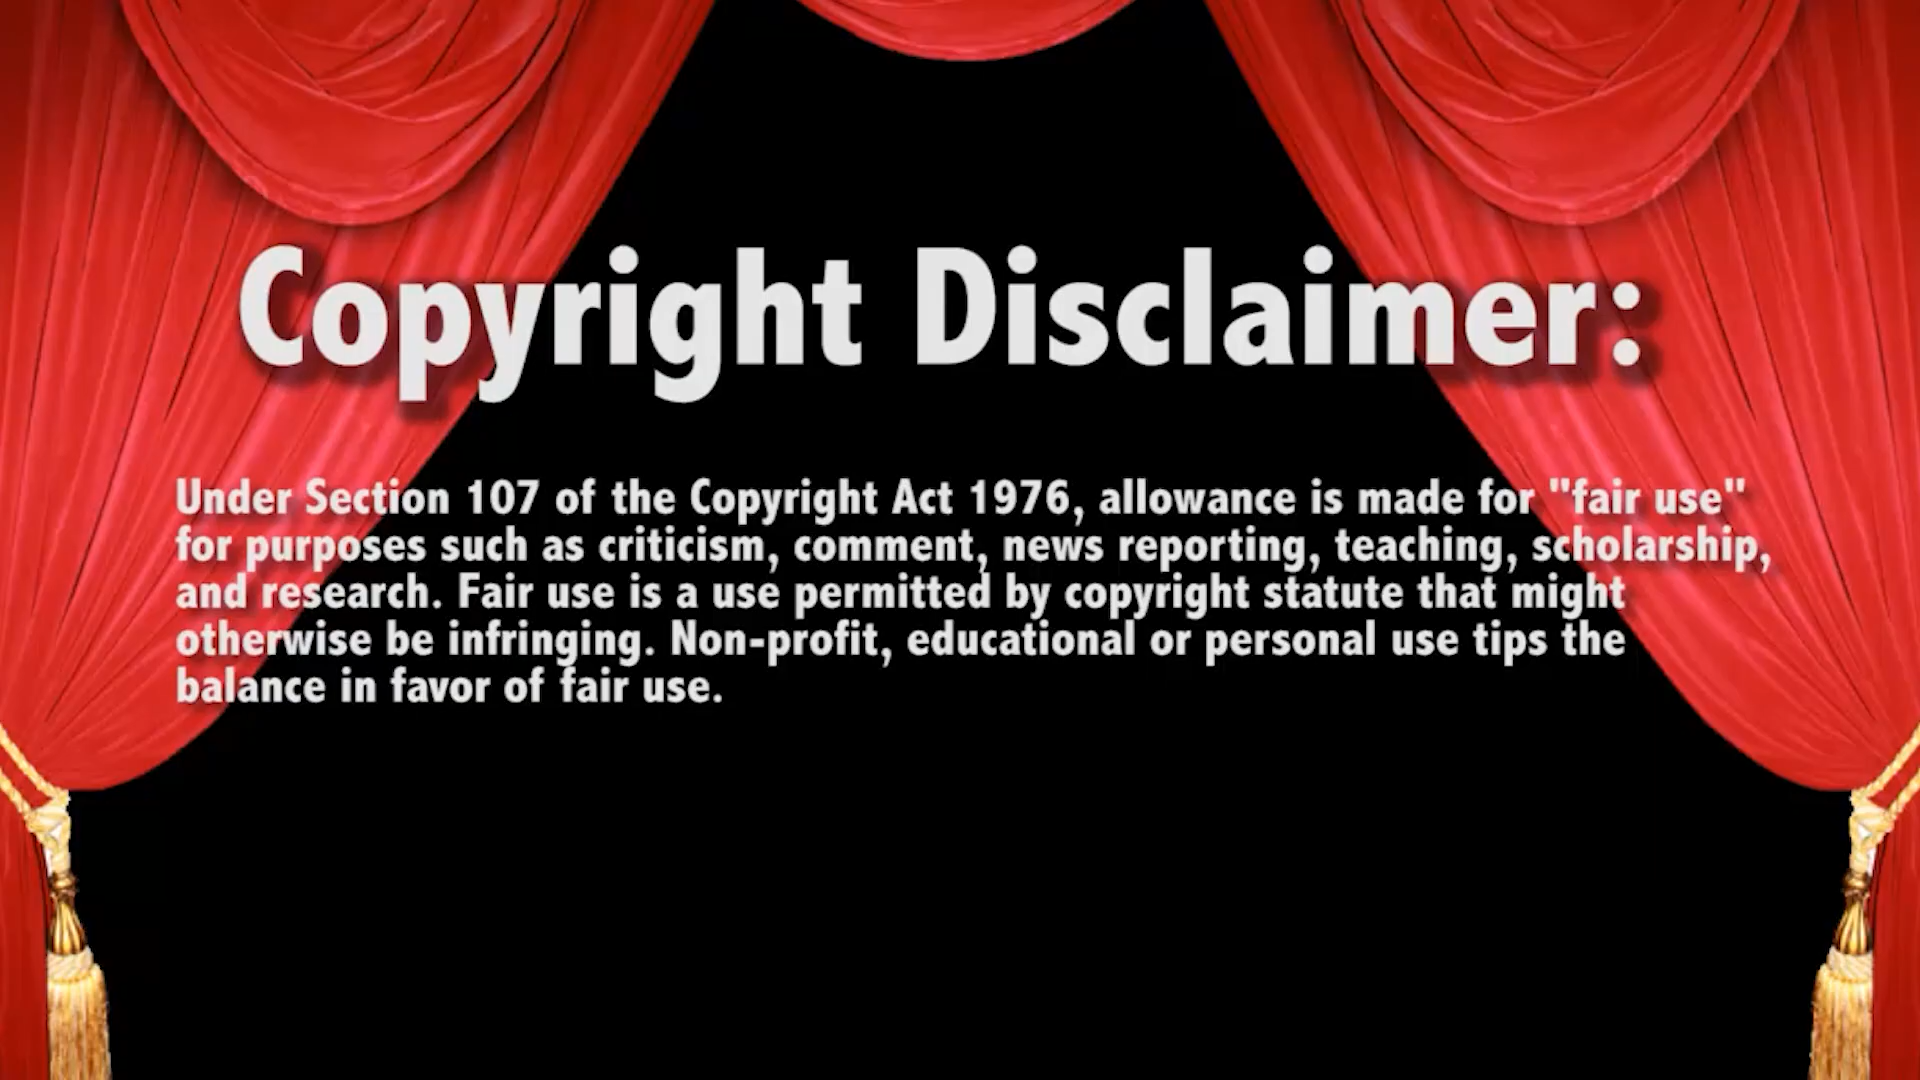 Copyright Disclaimer:
Under Section 107 of the Copyright Act 1976, allowance is made for "fair use"
for purposes such as criticism, comment, news reporting, teaching, scholarship,
and research. Fair use is a use permitted by copyright statute that might
otherwise be infringing. Non-profit, educational or personal use tips the
balance in favor of fair use.